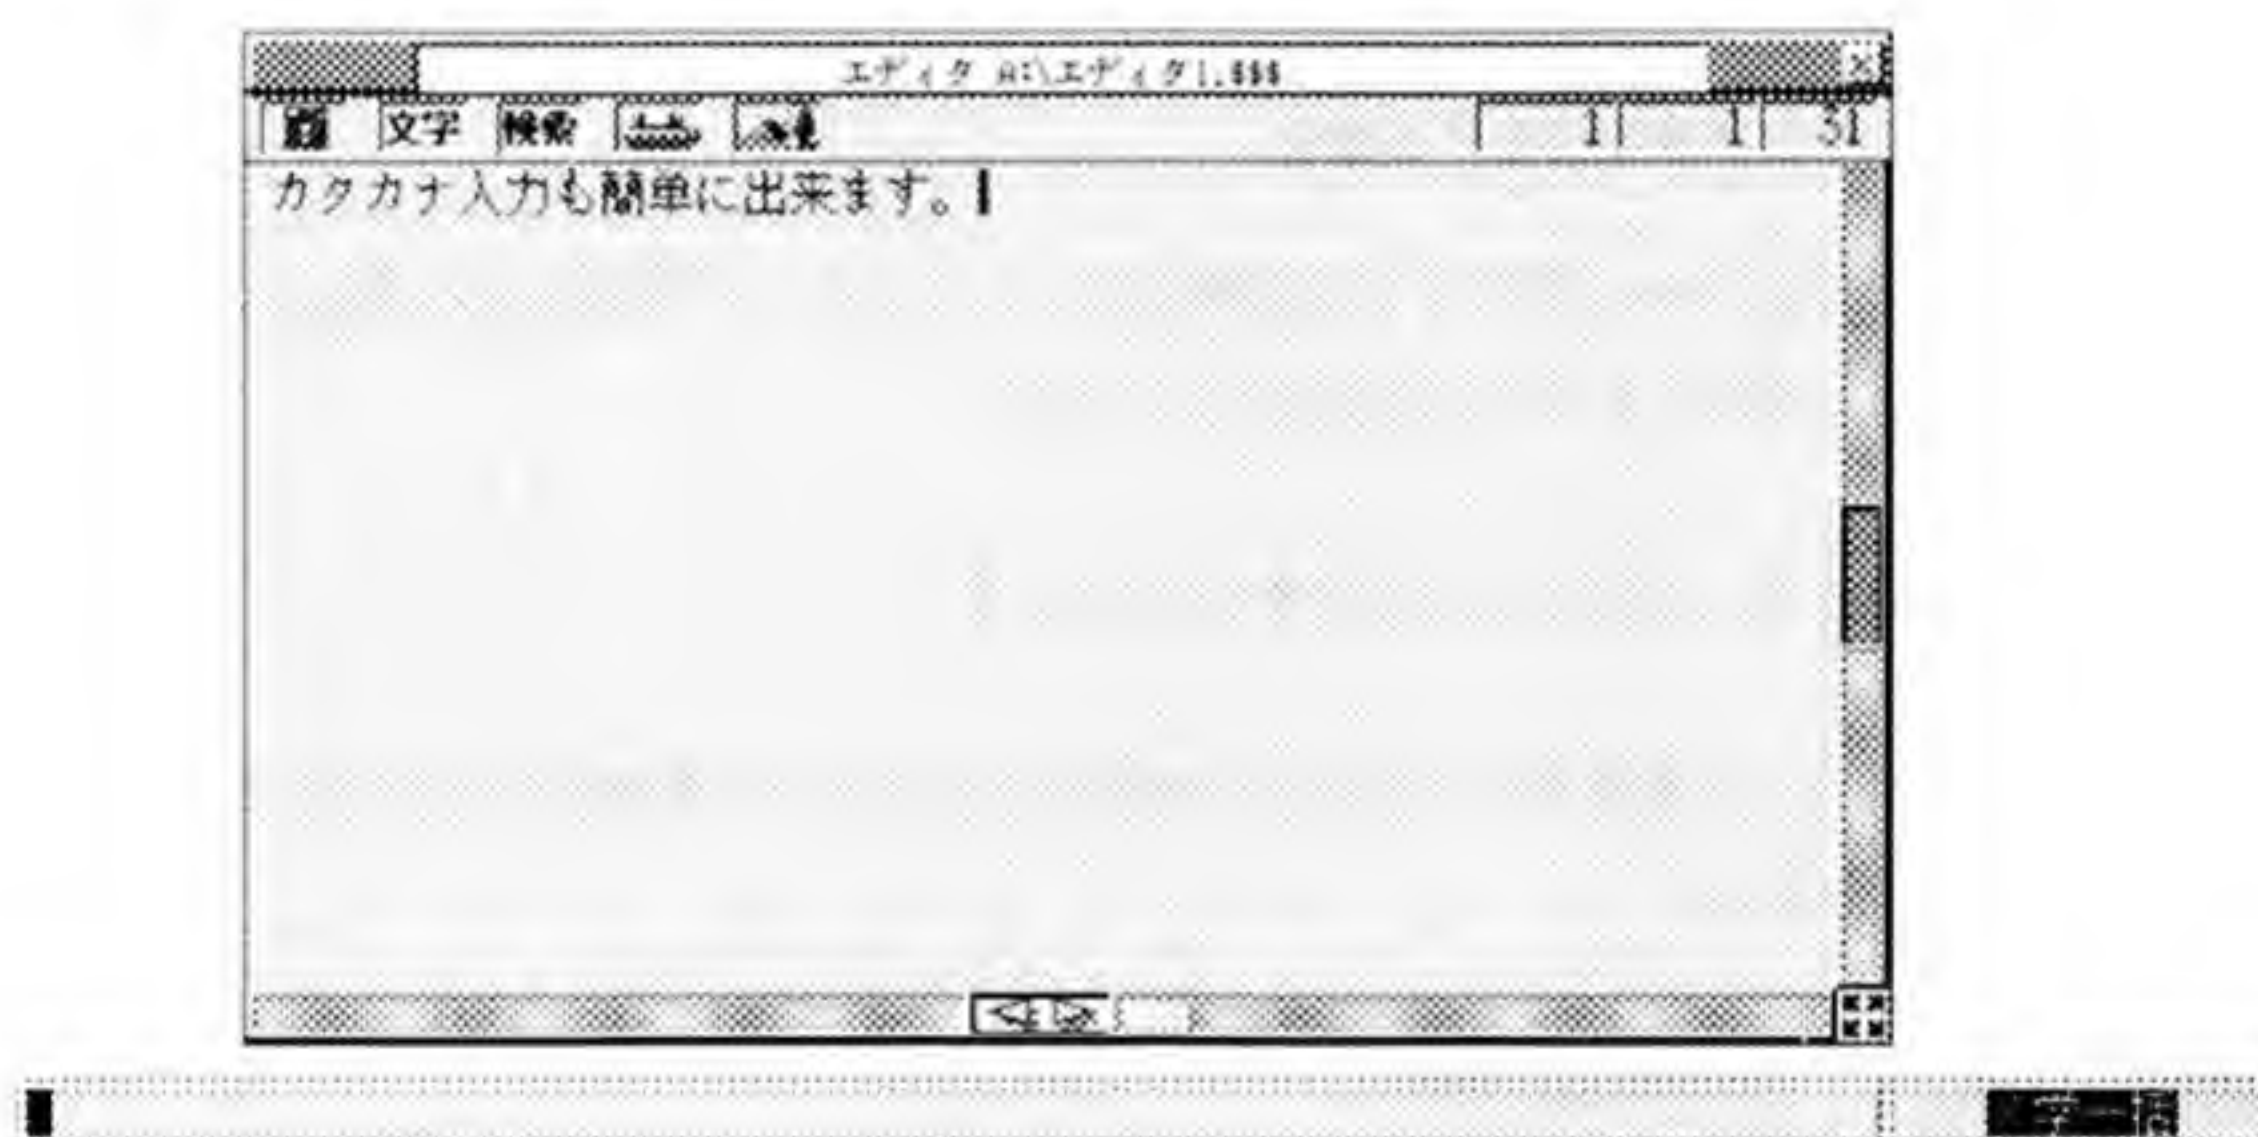 エディタ A:\エディタ1.$$$
文字 検索 1 1 31
カタカナ入力も簡単に出来ます。